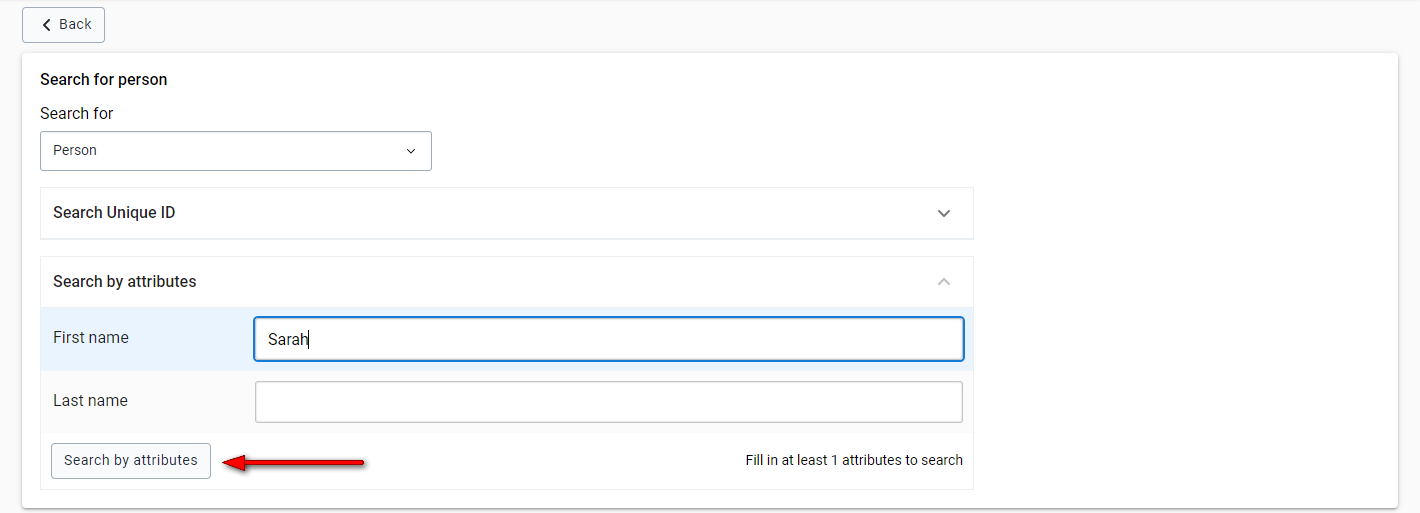 Back
Search for person
Search for
Person
Search Unique ID
Search by attributes
First name
Sarah
Last name
Search by attributes
Fill in at least 1 attributes to search